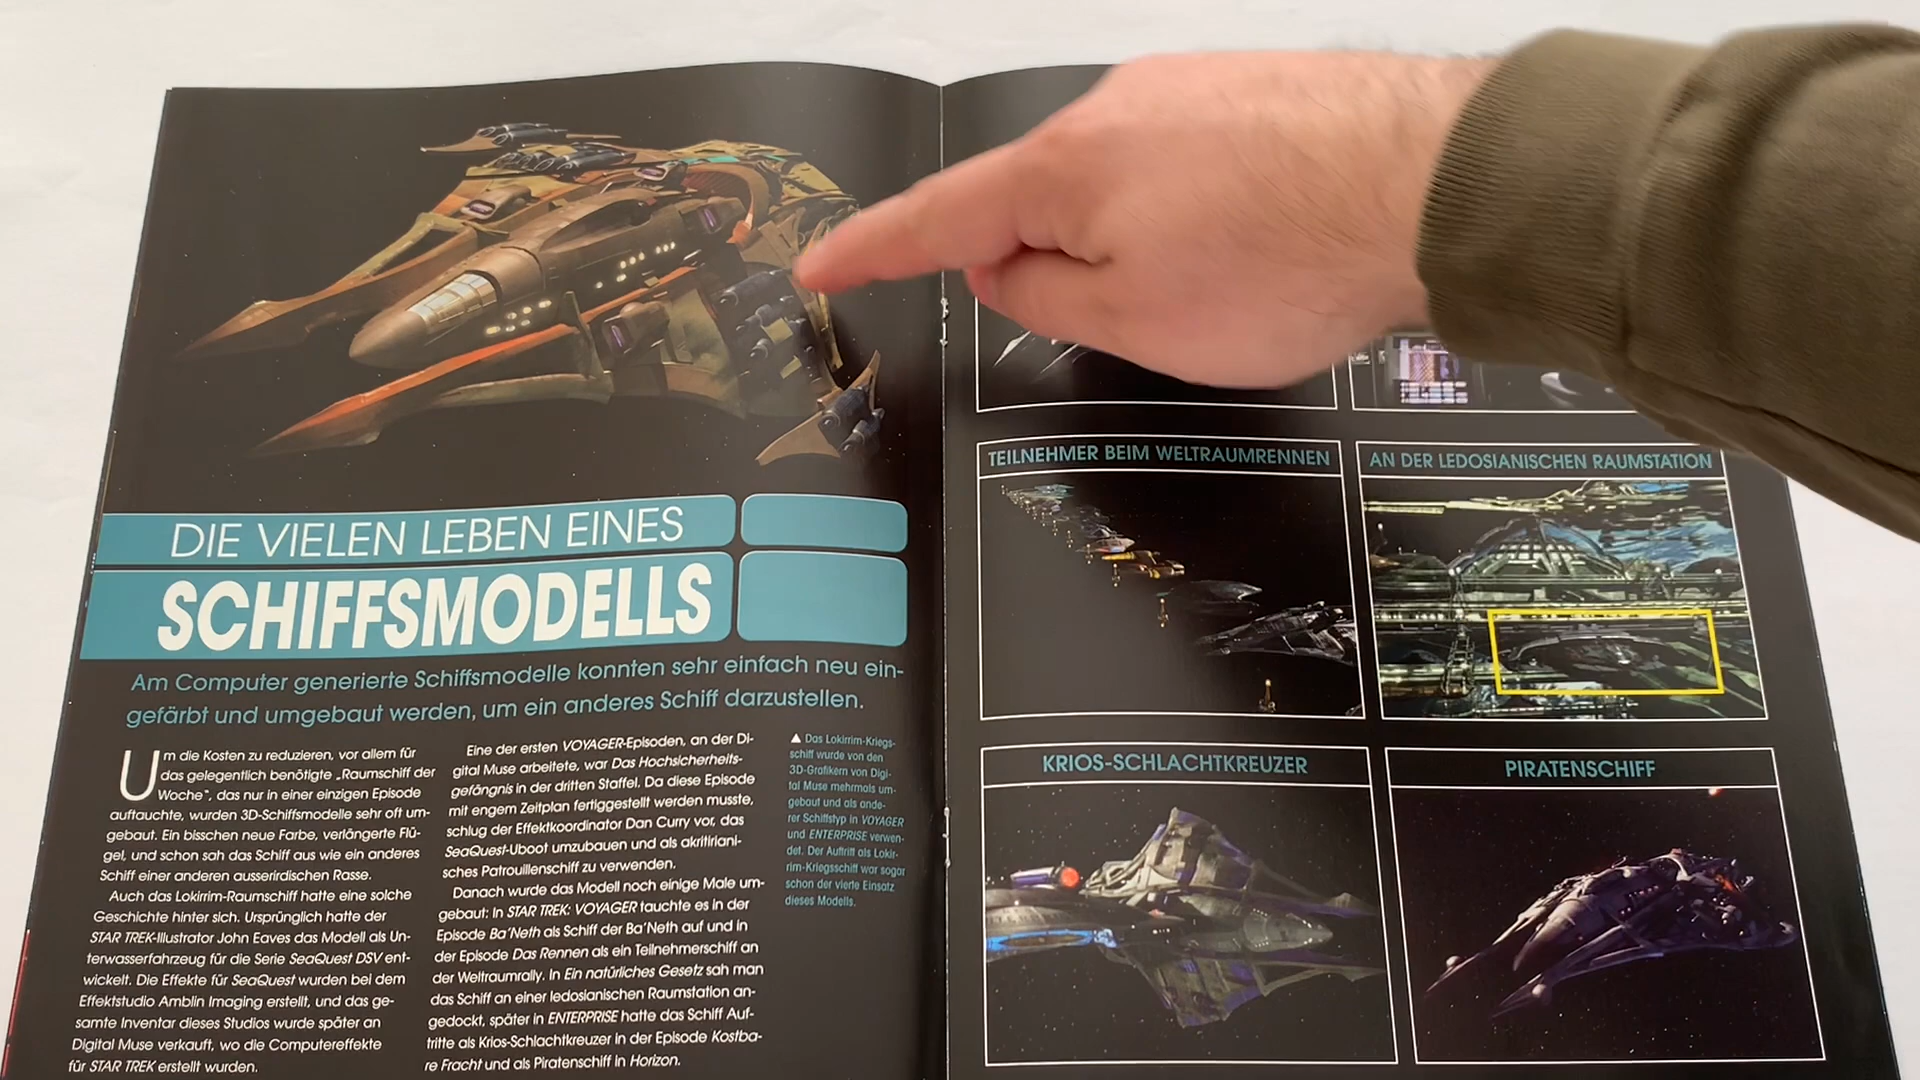 DIE VIELEN LEBEN EINES
SCHIFFSMODELLS
Am Computer generierte Schiffsmodelle konnten sehr einfach neu ein-
gefärbt und umgebaut werden, um ein anderes Schiff darzustellen.
Um die Kosten zu reduzieren, vor allem für
das gelegentlich benötigte „Raumschiff der
Woche“, das nur in einer einzigen Episode
auftauchte, wurden 3D-Schiffsmodelle sehr oft um-
gebaut. Ein bisschen neue Farbe, verlängerte Flü-
gel, und schon sah das Schiff aus wie ein anderes
Schiff einer anderen ausserirdischen Rasse.
Auch das Lokirrim-Raumschiff hatte eine solche
Geschichte hinter sich. Ursprünglich hatte der
STAR TREK-Illustrator John Eaves das Modell als Un-
terwasserfahrzeug für die Serie SeaQuest DSV ent-
wickelt. Die Effekte für SeaQuest wurden bei dem
Effektstudio Amblin Imaging erstellt, und das ge-
samte Inventar dieses Studios wurde später an
Digital Muse verkauft, wo die Computereffekte
für STAR TREK erstellt wurden.
Eine der ersten VOYAGER-Episoden, an der Di-
gital Muse arbeitete, war Das Hochsicherheits-
gefängnis in der dritten Staffel. Da diese Episode
mit engem Zeitplan fertiggestellt werden musste,
schlug der Effektkoordinator Dan Curry vor, das
SeaQuest-Uboot umzubauen und als akritiriani-
sches Patrouillenschiff zu verwenden.
Danach wurde das Modell noch einige Male um-
gebaut: In STAR TREK: VOYAGER tauchte es in der
Episode Ba'Neth als Schiff der Ba'Neth auf und in
der Episode Das Rennen als ein Teilnehmerschiff an
der Weltraumrally. In Ein natürliches Gesetz sah man
das Schiff an einer ledosianischen Raumstation an-
gedockt, später in ENTERPRISE hatte das Schiff Auf-
tritte als Krios-Schlachtkreuzer in der Episode Kostba-
re Fracht und als Piratenschiff in Horizon.
▲ Das Lokirrim-Kriegs-
schiff wurde von den
3D-Grafikern von Digi-
tal Muse mehrmals um-
gebaut und als ande-
rer Schiffstyp in VOYAGER
und ENTERPRISE verwen-
det. Der Auftritt als Lokir-
rim-Kriegsschiff war sogar
schon der vierte Einsatz
dieses Modells.
TEILNEHMER BEIM WELTRAUMRENNEN
AN DER LEDOSIANISCHEN RAUMSTATION
KRIOS-SCHLACHTKREUZER
PIRATENSCHIFF